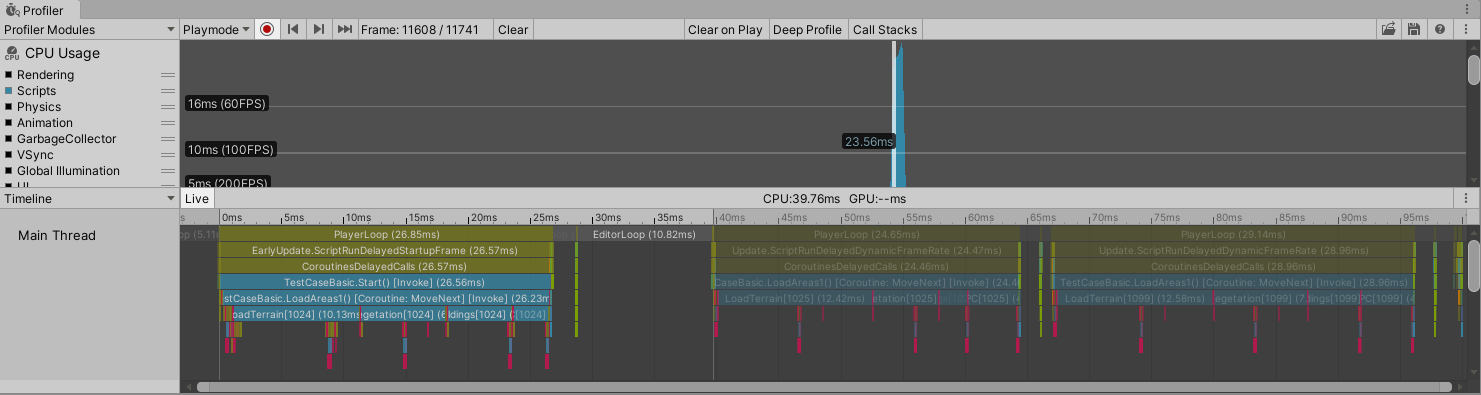 Profiler
Profiler Modules Playmode Frame: 11608 / 11741 Clear Clear on Play Deep Profile Call Stacks
CPU CPU Usage
Rendering
Scripts
Physics
Animation
GarbageCollector
VSync
Global Illumination
UI
16ms (60FPS)
23.56ms
10ms (100FPS)
5ms (200FPS)
Timeline Live CPU:39.76ms GPU:--ms
0ms 5ms 10ms 15ms 20ms 25ms 30ms 35ms 40ms 45ms 50ms 55ms 60ms 65ms 70ms 75ms 80ms 85ms 90ms 95ms
Main Thread
PlayerLoop (26.85ms) EditorLoop (10.82ms) PlayerLoop (24.65ms) PlayerLoop (29.14ms)
EarlyUpdate.ScriptRunDelayedStartupFrame (26.57ms) Update.ScriptRunDelayedDynamicFrameRate (24.47ms) Update.ScriptRunDelayedDynamicFrameRate (28.96ms)
CoroutinesDelayedCalls (26.57ms) CoroutinesDelayedCalls (24.46ms) CoroutinesDelayedCalls (28.96ms)
TestCaseBasic.Start() [Invoke] (26.56ms) CaseBasic.LoadAreas1() [Coroutine: MoveNext] [Invoke] (24.4 TestCaseBasic.LoadAreas1() [Coroutine: MoveNext] [Invoke] (28.96ms)
stCaseBasic.LoadAreas1() [Coroutine: MoveNext] [Invoke] (26.23m LoadTerrain[1025] (12.42ms) egetation[1025] PC[1025] (4 LoadTerrain[1099] (12.58ms) egetation[1099] (7. ldings[1099] PC[1099] (4
oadTerrain[1024] (10.13ms egetation[1024] (6 ldings[1024] C[1024]